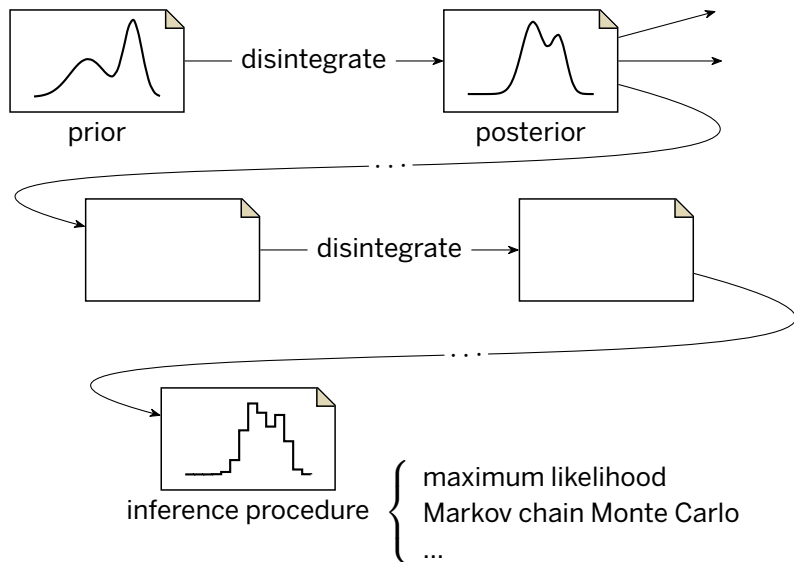 disintegrate
prior
posterior
...
disintegrate
...
inference procedure
maximum likelihood
Markov chain Monte Carlo
...